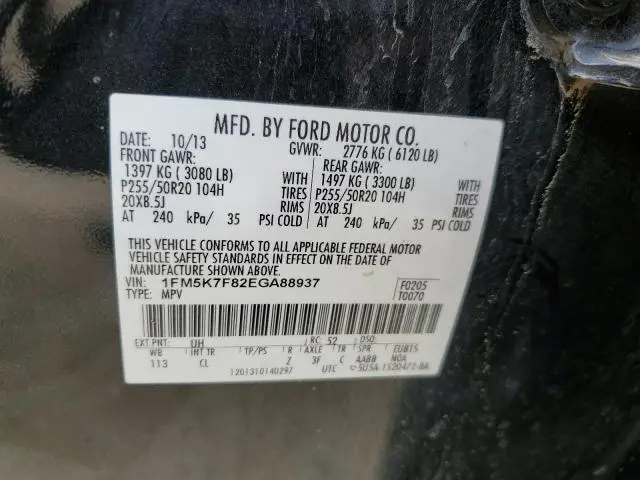 MFD. BY FORD MOTOR CO.
DATE: 10/13 GVWR: 2776 KG ( 6120 LB)
FRONT GAWR: REAR GAWR:
1397 KG ( 3080 LB) WITH 1497 KG ( 3300 LB) WITH
P255/50R20 104H TIRES P255/50R20 104H TIRES
20X8.5J RIMS 20X8.5J RIMS
AT 240 kPa/ 35 PSI COLD AT 240 kPa/ 35 PSI COLD
THIS VEHICLE CONFORMS TO ALL APPLICABLE FEDERAL MOTOR
VEHICLE SAFETY STANDARDS IN EFFECT ON THE DATE OF
MANUFACTURE SHOWN ABOVE.
VIN: 1FM5K7F82EGA88937 F0205
TYPE: MPV T0070
EXT PNT: UH RC: 52 DSO:
WB INT TR TP/PS R AXLE TR SPR EUB15
113 CL Z 3F C AABB NOA
1201310140297 UTC